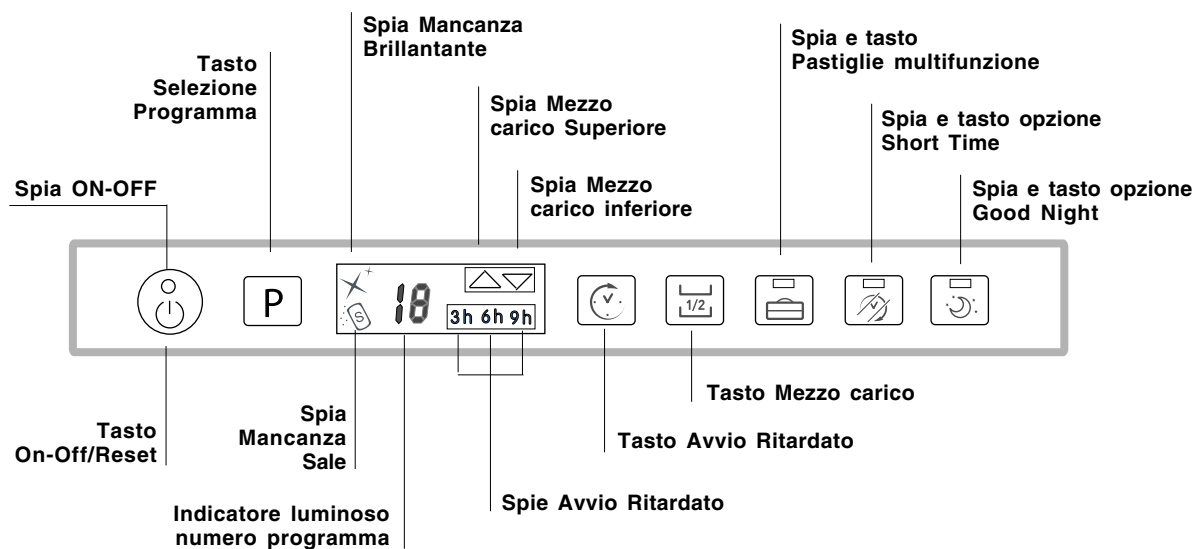 Spia Mancanza
Brillantante
Spia e tasto
Pastiglie multifunzione
Tasto
Selezione
Programma
Spia Mezzo
carico Superiore
Spia e tasto opzione
Short Time
Spia ON-OFF
Spia Mezzo
carico inferiore
Spia e tasto opzione
Good Night
P
18
S
3h 6h 9h
1/2
Tasto
On-Off/Reset
Spia
Mancanza
Sale
Tasto Mezzo carico
Tasto Avvio Ritardato
Spie Avvio Ritardato
Indicatore luminoso
numero programma